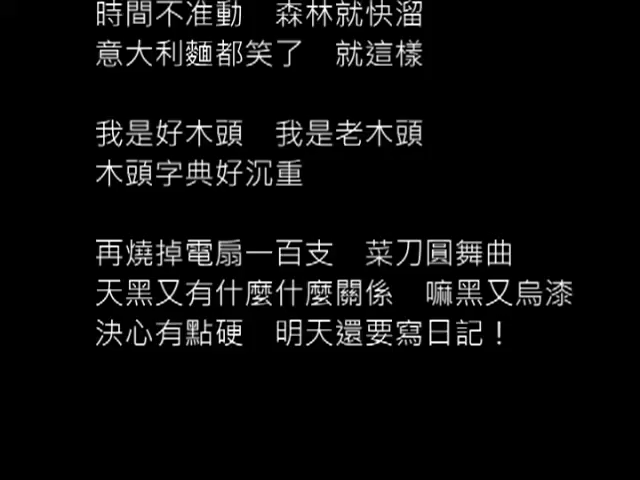 時間不准動　森林就快溜
意大利麵都笑了　就這樣
我是好木頭　我是老木頭
木頭字典好沉重
再燒掉電扇一百支　菜刀圓舞曲
天黑又有什麼什麼關係　嘛黑又烏漆
決心有點硬　明天還要寫日記！